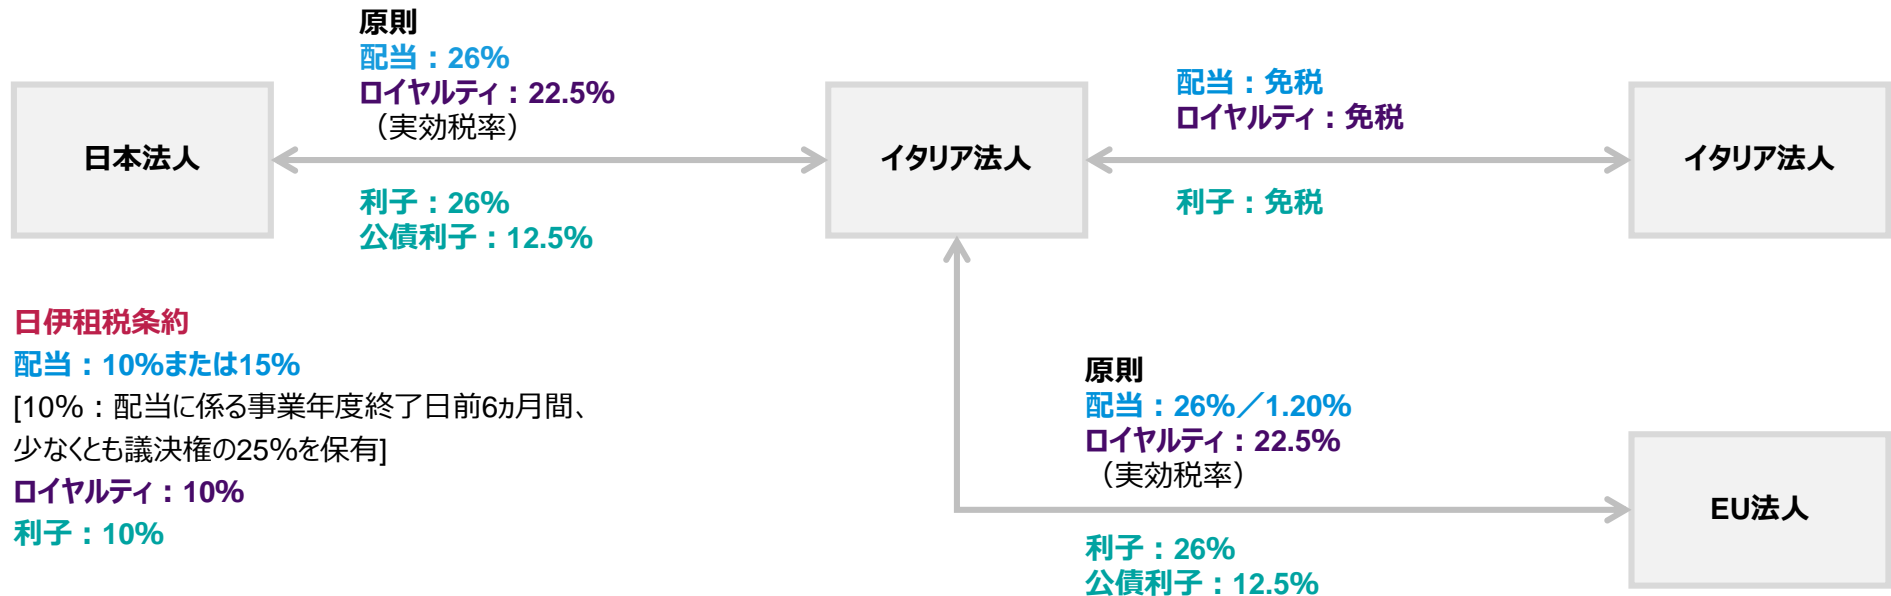 原則
配当：26%
ロイヤルティ：22.5%
（実効税率）
日本法人
利子：26%
公債利子：12.5%
イタリア法人
配当：免税
ロイヤルティ：免税
利子：免税
イタリア法人
日伊租税条約
配当：10%または15%
[10%：配当に係る事業年度終了日前6ヵ月間、
少なくとも議決権の25%を保有]
ロイヤルティ：10%
利子：10%
原則
配当：26%／1.20%
ロイヤルティ：22.5%
（実効税率）
利子：26%
公債利子：12.5%
EU法人